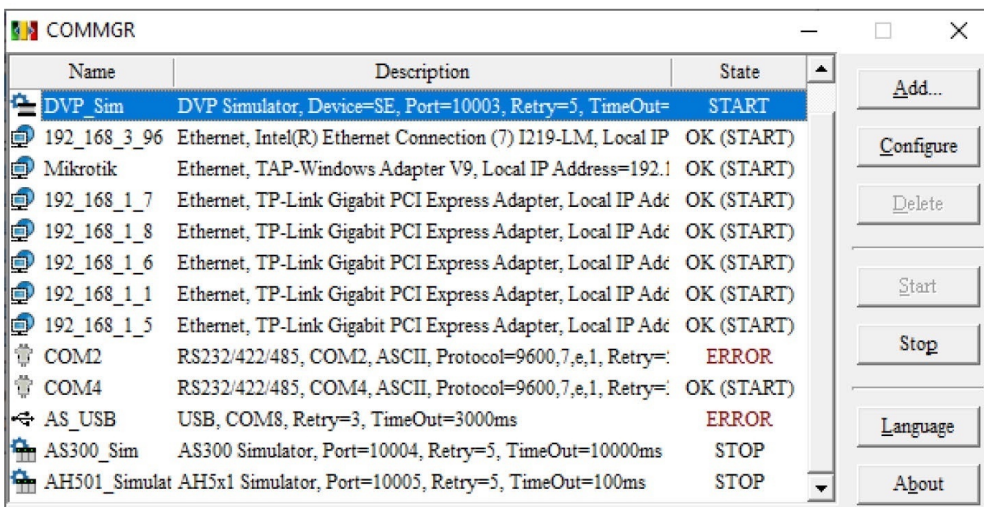 COMMGR
Name Description State
DVP_Sim DVP Simulator, Device=SE, Port=10003, Retry=5, TimeOut= START
192_168_3_96 Ethernet, Intel(R) Ethernet Connection (7) I219-LM, Local IP OK (START)
Mikrotik Ethernet, TAP-Windows Adapter V9, Local IP Address=192.1 OK (START)
192_168_1_7 Ethernet, TP-Link Gigabit PCI Express Adapter, Local IP Add OK (START)
192_168_1_8 Ethernet, TP-Link Gigabit PCI Express Adapter, Local IP Add OK (START)
192_168_1_6 Ethernet, TP-Link Gigabit PCI Express Adapter, Local IP Add OK (START)
192_168_1_1 Ethernet, TP-Link Gigabit PCI Express Adapter, Local IP Add OK (START)
192_168_1_5 Ethernet, TP-Link Gigabit PCI Express Adapter, Local IP Add OK (START)
COM2 RS232/422/485, COM2, ASCII, Protocol=9600,7,e,1, Retry= ERROR
COM4 RS232/422/485, COM4, ASCII, Protocol=9600,7,e,1, Retry= OK (START)
AS_USB USB, COM8, Retry=3, TimeOut=3000ms ERROR
AS300_Sim AS300 Simulator, Port=10004, Retry=5, TimeOut=10000ms STOP
AH501_Simulat AH5x1 Simulator, Port=10005, Retry=5, TimeOut=100ms STOP
Add...
Configure
Delete
Start
Stop
Language
About